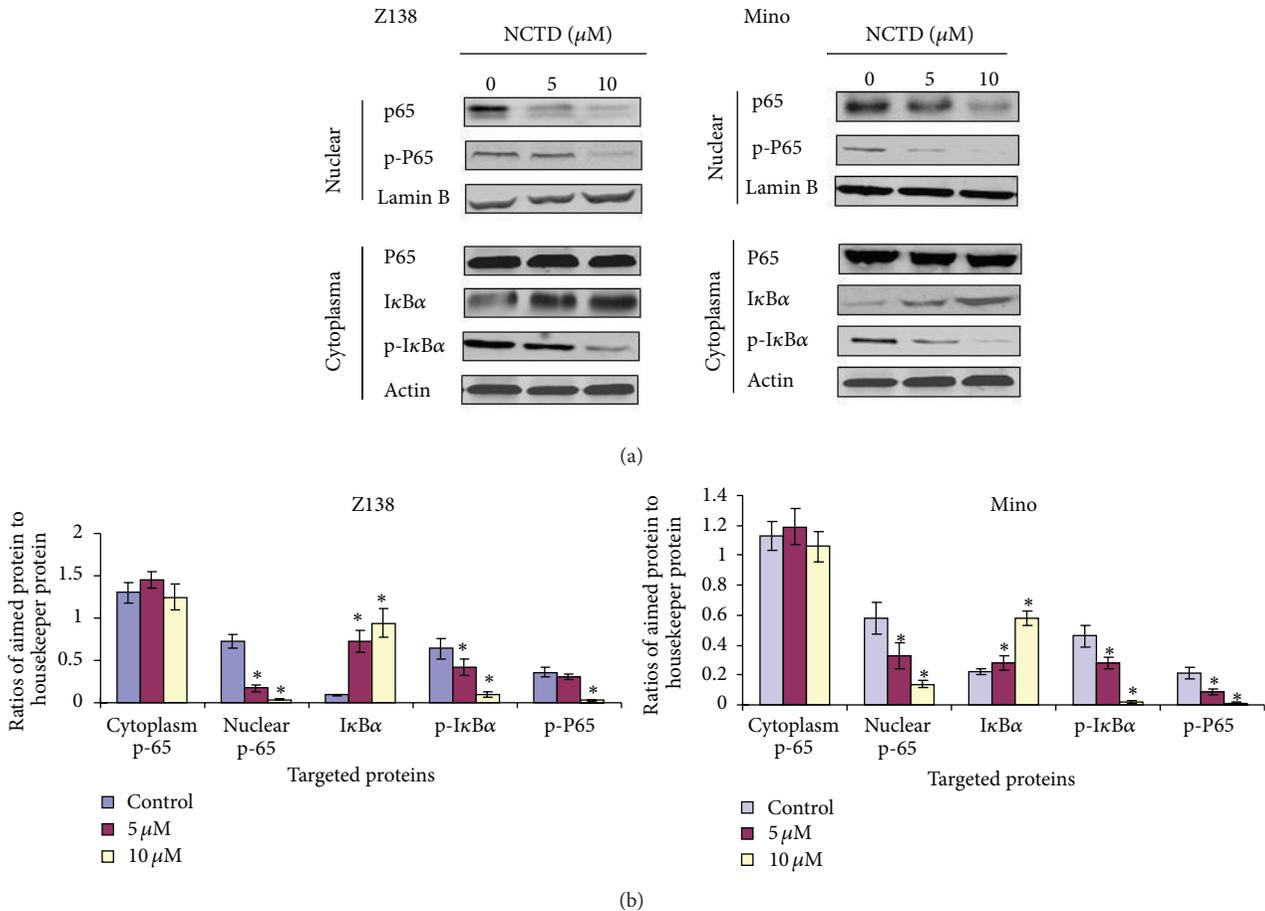 Z138
NCTD (μM)
0 5 10
Nuclear
p65
p-P65
Lamin B
Cytoplasma
P65
IκBα
p-IκBα
Actin
Mino
NCTD (μM)
0 5 10
Nuclear
p65
p-P65
Lamin B
Cytoplasma
P65
IκBα
p-IκBα
Actin
(a)
Z138
Ratios of aimed protein to
housekeeper protein
2
1.5
1
0.5
0
* * * * * * *
Cytoplasm
p-65
Nuclear
p-65
IκBα
p-IκBα
p-P65
Targeted proteins
Control
5 μM
10 μM
Mino
Ratios of aimed protein to
housekeeper protein
1.4
1.2
1
0.8
0.6
0.4
0.2
0
* * * * * * * *
Cytoplasm
p-65
Nuclear
p-65
IκBα
p-IκBα
p-P65
Targeted proteins
Control
5 μM
10 μM
(b)